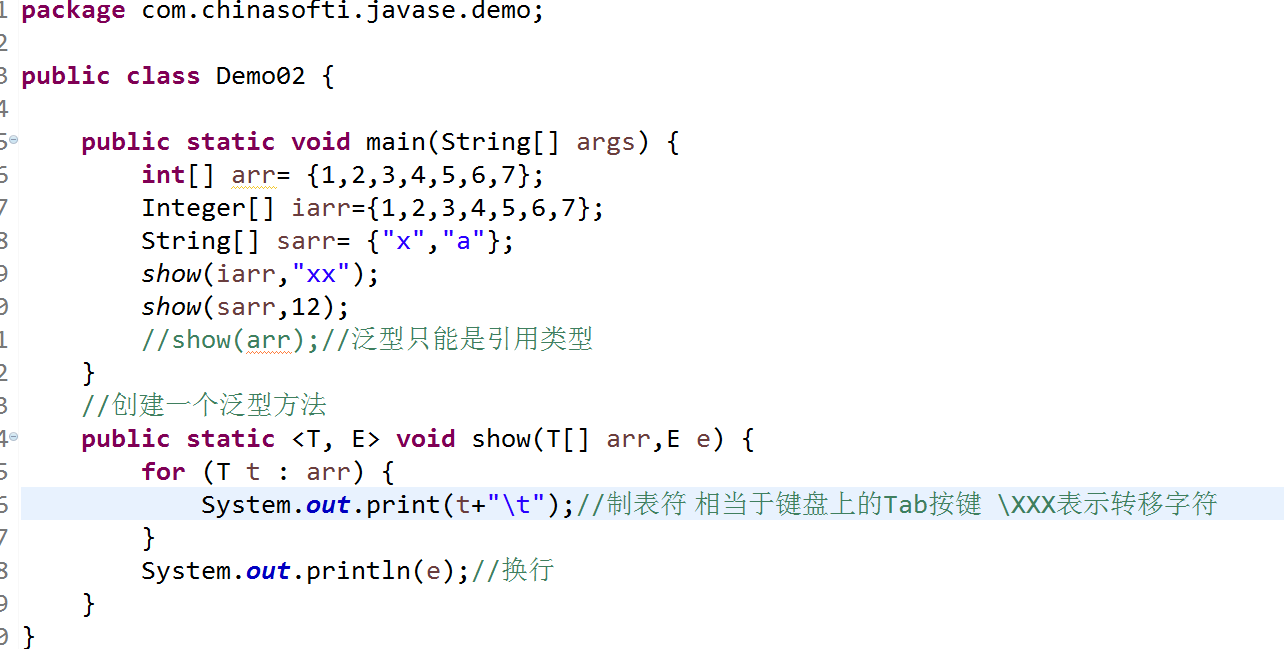 1 package com.chinasofti.javase.demo;
2
3 public class Demo02 {
4
5 public static void main(String[] args) {
6 int[] arr= {1,2,3,4,5,6,7};
7 Integer[] iarr={1,2,3,4,5,6,7};
8 String[] sarr= {"x","a"};
9 show(iarr,"xx");
0 show(sarr,12);
1 //show(arr);//泛型只能是引用类型
2 }
3 //创建一个泛型方法
4 public static <T, E> void show(T[] arr,E e) {
5 for (T t : arr) {
6 System.out.print(t+"\t");//制表符 相当于键盘上的Tab按键 \XXX表示转移字符
7 }
8 System.out.println(e);//换行
9 }
0 }